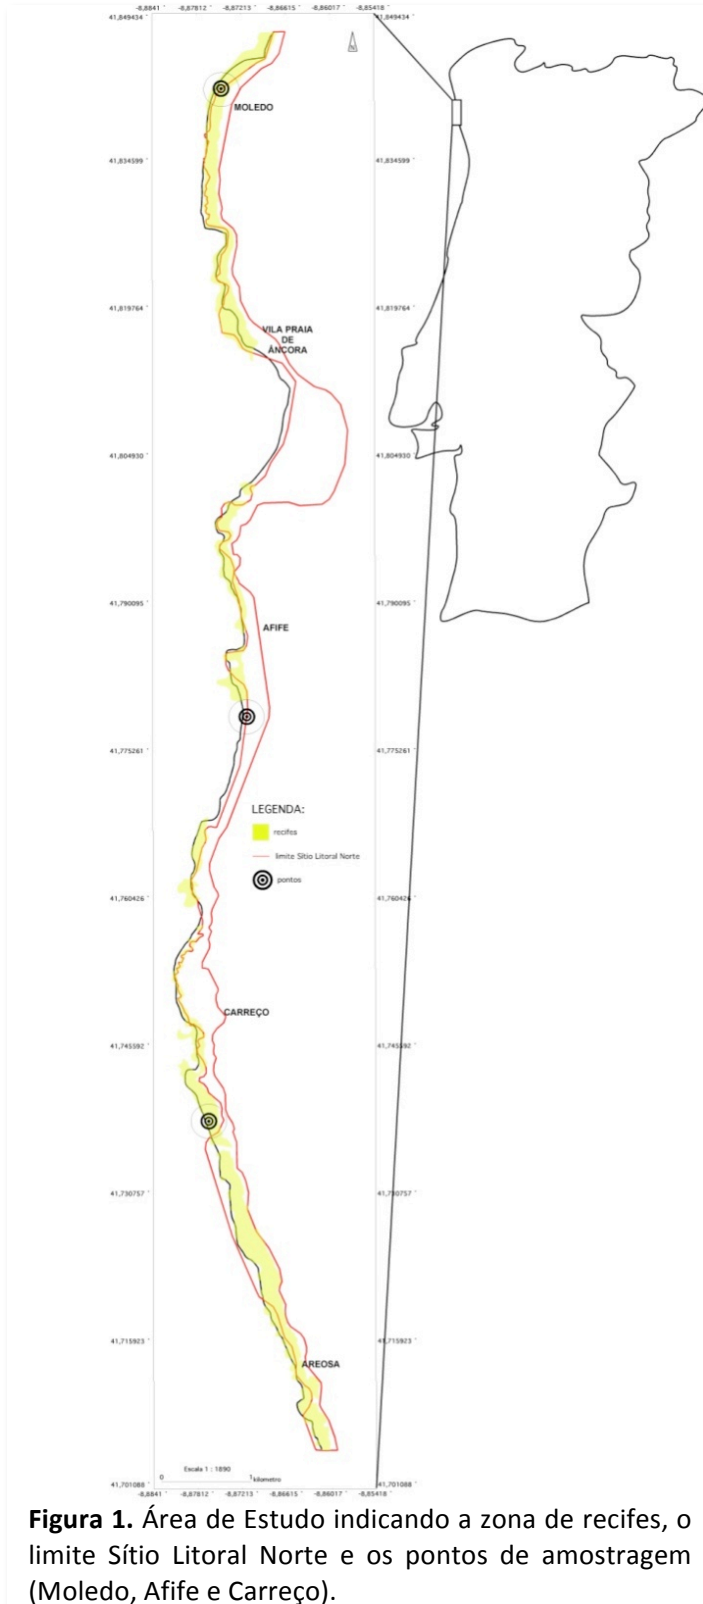 -8,8841 -8,87812 -8,87213 -8,86615 -8,86017 -8,85418
41,849434 41,849434
N
MOLEDO
41,834599 41,834599
41,819764 41,819764
VILA PRAIA
DE
ÂNCORA
41,804930 41,804930
41,790095 41,790095
AFIFE
41,775261 41,775261
LEGENDA:
recifes
limite Sítio Litoral Norte
pontos
41,760426 41,760426
CARREÇO
41,745592 41,745592
41,730757 41,730757
41,715923 41,715923
AREOSA
Escala 1 : 1890
0 1 kilometro
41,701088 41,701088
-8,8841 -8,87812 -8,87213 -8,86615 -8,86017 -8,85418
Figura 1. Área de Estudo indicando a zona de recifes, o
limite Sítio Litoral Norte e os pontos de amostragem
(Moledo, Afife e Carreço).